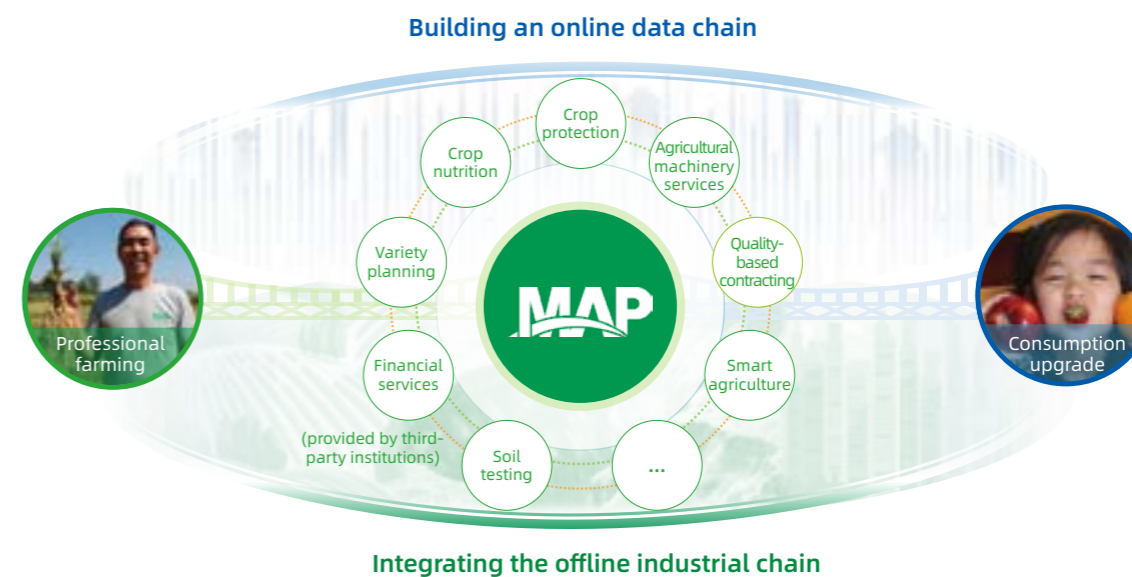 Building an online data chain
Crop
protection
Crop
nutrition
Agricultural
machinery
services
Variety
planning
Quality-
based
contracting
MAP
Professional
farming
Consumption
upgrade
Financial
services
Smart
agriculture
(provided by third-
party institutions)
Soil
testing
...
Integrating the offline industrial chain